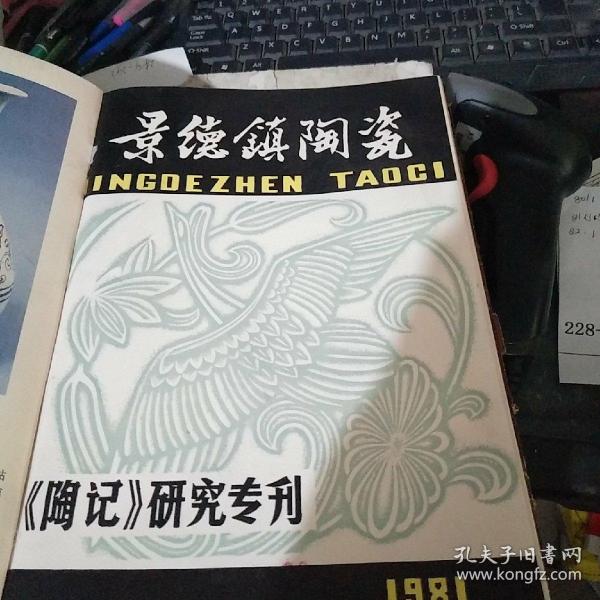 景德鎮陶瓷
INGDEZHEN TAOCI
《陶记》研究专刊
1981
228-
孔夫子旧书网
www.kongfz.com